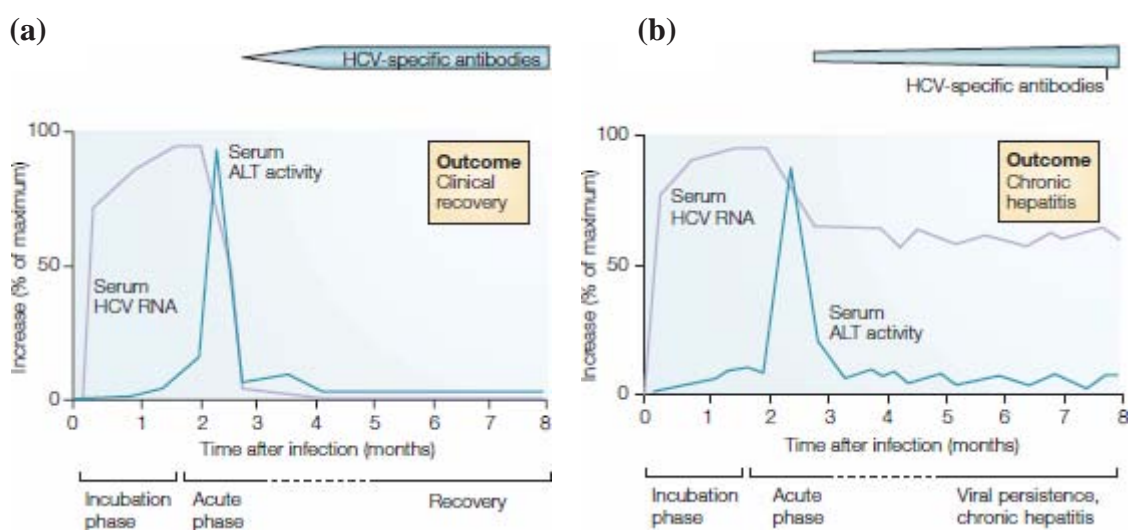 (a)
HCV-specific antibodies
100
50
0
Increase (% of maximum)
Serum
ALT activity
Serum
HCV RNA
Outcome
Clinical
recovery
0 1 2 3 4 5 6 7 8
Time after infection (months)
Incubation
phase
Acute
phase
Recovery
(b)
HCV-specific antibodies
100
50
0
Increase (% of maximum)
Serum
HCV RNA
Serum
ALT activity
Outcome
Chronic
hepatitis
0 1 2 3 4 5 6 7 8
Time after infection (months)
Incubation
phase
Acute
phase
Viral persistence,
chronic hepatitis